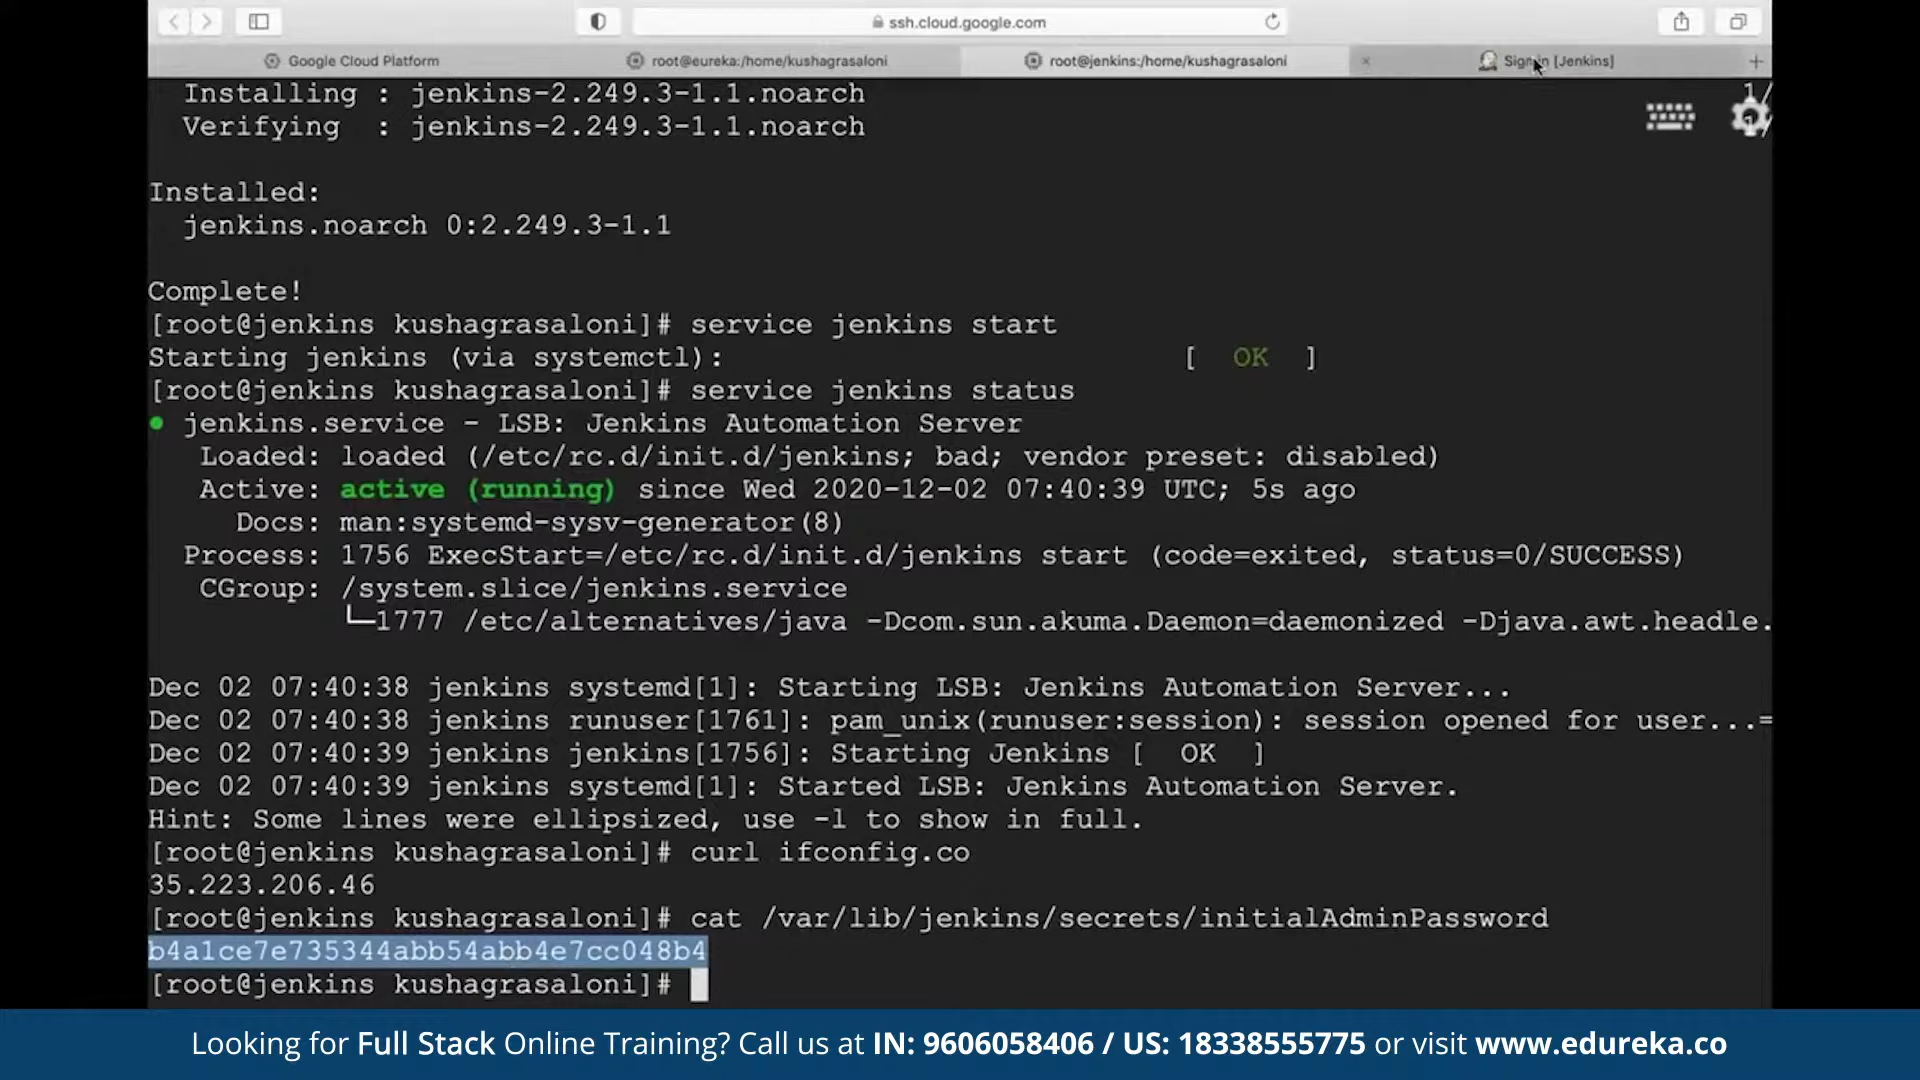 ssh.cloud.google.com
Google Cloud Platform
root@eureka:/home/kushagrasaloni
root@jenkins:/home/kushagrasaloni
Sign in [Jenkins]
Installing : jenkins-2.249.3-1.1.noarch 1/
Verifying : jenkins-2.249.3-1.1.noarch
Installed:
jenkins.noarch 0:2.249.3-1.1
Complete!
[root@jenkins kushagrasaloni]# service jenkins start
Starting jenkins (via systemctl): [ OK ]
[root@jenkins kushagrasaloni]# service jenkins status
● jenkins.service - LSB: Jenkins Automation Server
Loaded: loaded (/etc/rc.d/init.d/jenkins; bad; vendor preset: disabled)
Active: active (running) since Wed 2020-12-02 07:40:39 UTC; 5s ago
Docs: man:systemd-sysv-generator(8)
Process: 1756 ExecStart=/etc/rc.d/init.d/jenkins start (code=exited, status=0/SUCCESS)
CGroup: /system.slice/jenkins.service
└─1777 /etc/alternatives/java -Dcom.sun.akuma.Daemon=daemonized -Djava.awt.headle.
Dec 02 07:40:38 jenkins systemd[1]: Starting LSB: Jenkins Automation Server...
Dec 02 07:40:38 jenkins runuser[1761]: pam_unix(runuser:session): session opened for user...=
Dec 02 07:40:39 jenkins jenkins[1756]: Starting Jenkins [ OK ]
Dec 02 07:40:39 jenkins systemd[1]: Started LSB: Jenkins Automation Server.
Hint: Some lines were ellipsized, use -l to show in full.
[root@jenkins kushagrasaloni]# curl ifconfig.co
35.223.206.46
[root@jenkins kushagrasaloni]# cat /var/lib/jenkins/secrets/initialAdminPassword
b4a1ce7e735344abb54abb4e7cc048b4
[root@jenkins kushagrasaloni]#
Looking for Full Stack Online Training? Call us at IN: 9606058406 / US: 18338555775 or visit www.edureka.co